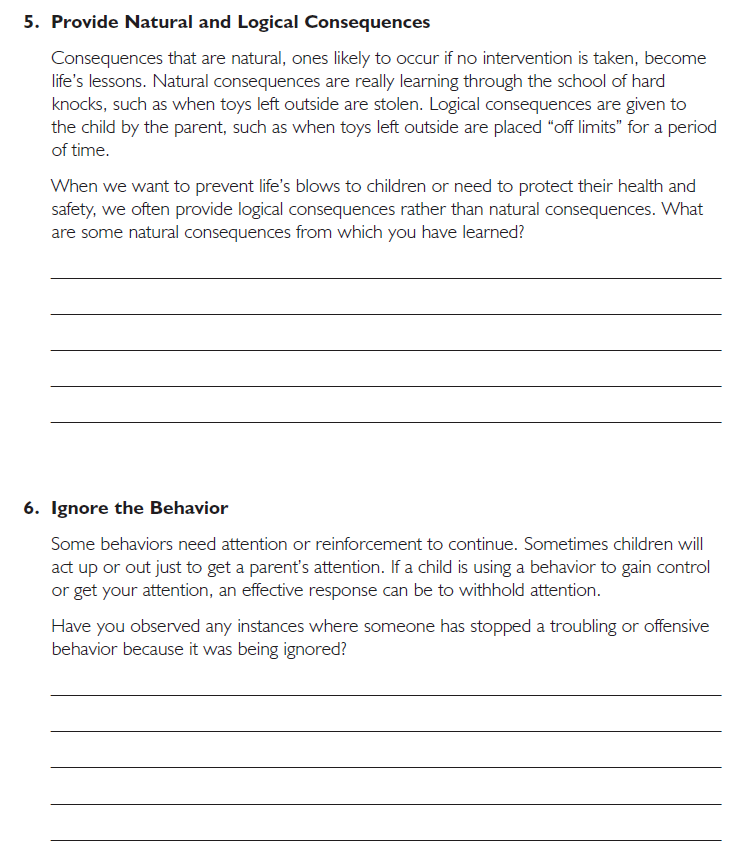 5. Provide Natural and Logical Consequences
Consequences that are natural, ones likely to occur if no intervention is taken, become
life’s lessons. Natural consequences are really learning through the school of hard
knocks, such as when toys left outside are stolen. Logical consequences are given to
the child by the parent, such as when toys left outside are placed “off limits” for a period
of time.
When we want to prevent life’s blows to children or need to protect their health and
safety, we often provide logical consequences rather than natural consequences. What
are some natural consequences from which you have learned?
6. Ignore the Behavior
Some behaviors need attention or reinforcement to continue. Sometimes children will
act up or out just to get a parent’s attention. If a child is using a behavior to gain control
or get your attention, an effective response can be to withhold attention.
Have you observed any instances where someone has stopped a troubling or offensive
behavior because it was being ignored?